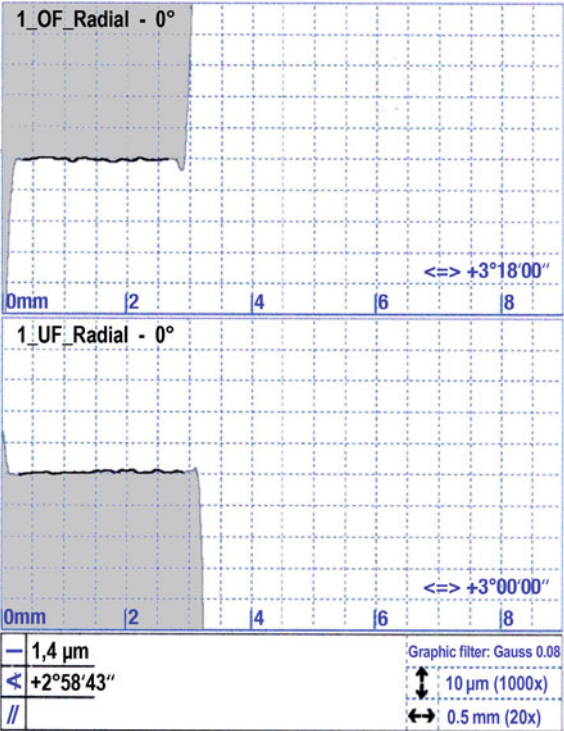 1_OF_Radial - 0°
<=> +3°18'00"
0mm 2 4 6 8
1_UF_Radial - 0°
<=> +3°00'00"
0mm 2 4 6 8
— 1,4 µm
∢ +2°58'43"
//
Graphic filter: Gauss 0.08
↕ 10 µm (1000x)
↔ 0.5 mm (20x)